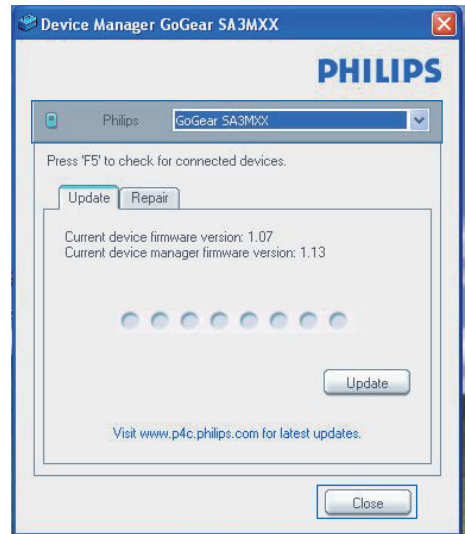 Device Manager GoGear SA3MXX
PHILIPS
Philips GoGear SA3MXX
Press 'F5' to check for connected devices.
Update Repair
Current device firmware version: 1.07
Current device manager firmware version: 1.13
Update
Visit www.p4c.philips.com for latest updates.
Close